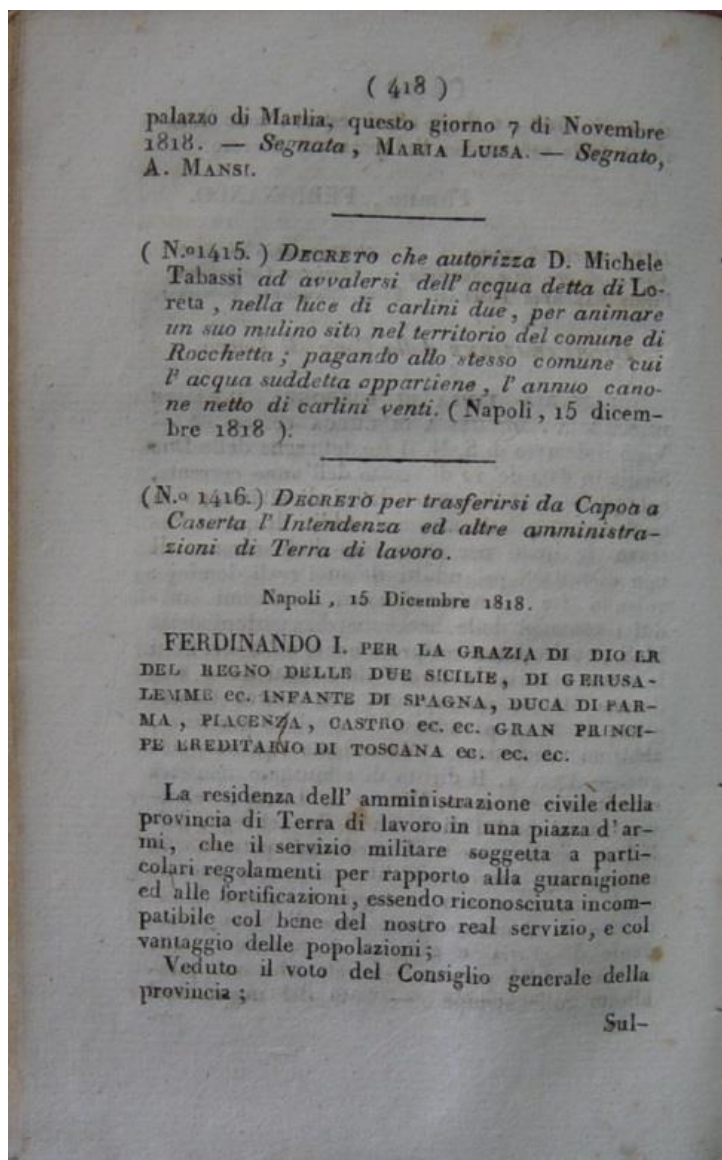 ( 418 )
palazzo di Marlia, questo giorno 7 di Novembre
1818. — Segnata, MARIA LUISA. — Segnato,
A. MANSI.
( N.º1415. ) DECRETO che autorizza D. Michele
Tabassi ad avvalersi dell' acqua detta di Lo-
reta, nella luce di carlini due, per animare
un suo mulino sito nel territorio del comune di
Rocchetta; pagando allo stesso comune cui
l' acqua suddetta appartiene, l' annuo cano-
ne netto di carlini venti. ( Napoli, 15 dicem-
bre 1818 ).
(N.º 1416.) DECRETO per trasferirsi da Capoa a
Caserta l' Intendenza ed altre amministra-
zioni di Terra di lavoro.
Napoli, 15 Dicembre 1818.
FERDINANDO I. PER LA GRAZIA DI DIO RE
DEL REGNO DELLE DUE SICILIE, DI GERUSA-
LEMME ec. INFANTE DI SPAGNA, DUCA DI PAR-
MA, PIACENZA, CASTRO ec. ec. GRAN PRINCI-
PE EREDITARIO DI TOSCANA ec. ec. ec.
La residenza dell' amministrazione civile della
provincia di Terra di lavoro in una piazza d' ar-
mi, che il servizio militare soggetta a parti-
colari regolamenti per rapporto alla guarnigione
ed alle fortificazioni, essendo riconosciuta incom-
patibile col bene del nostro real servizio, e col
vantaggio delle popolazioni;
Veduto il voto del Consiglio generale della
provincia;
Sul-